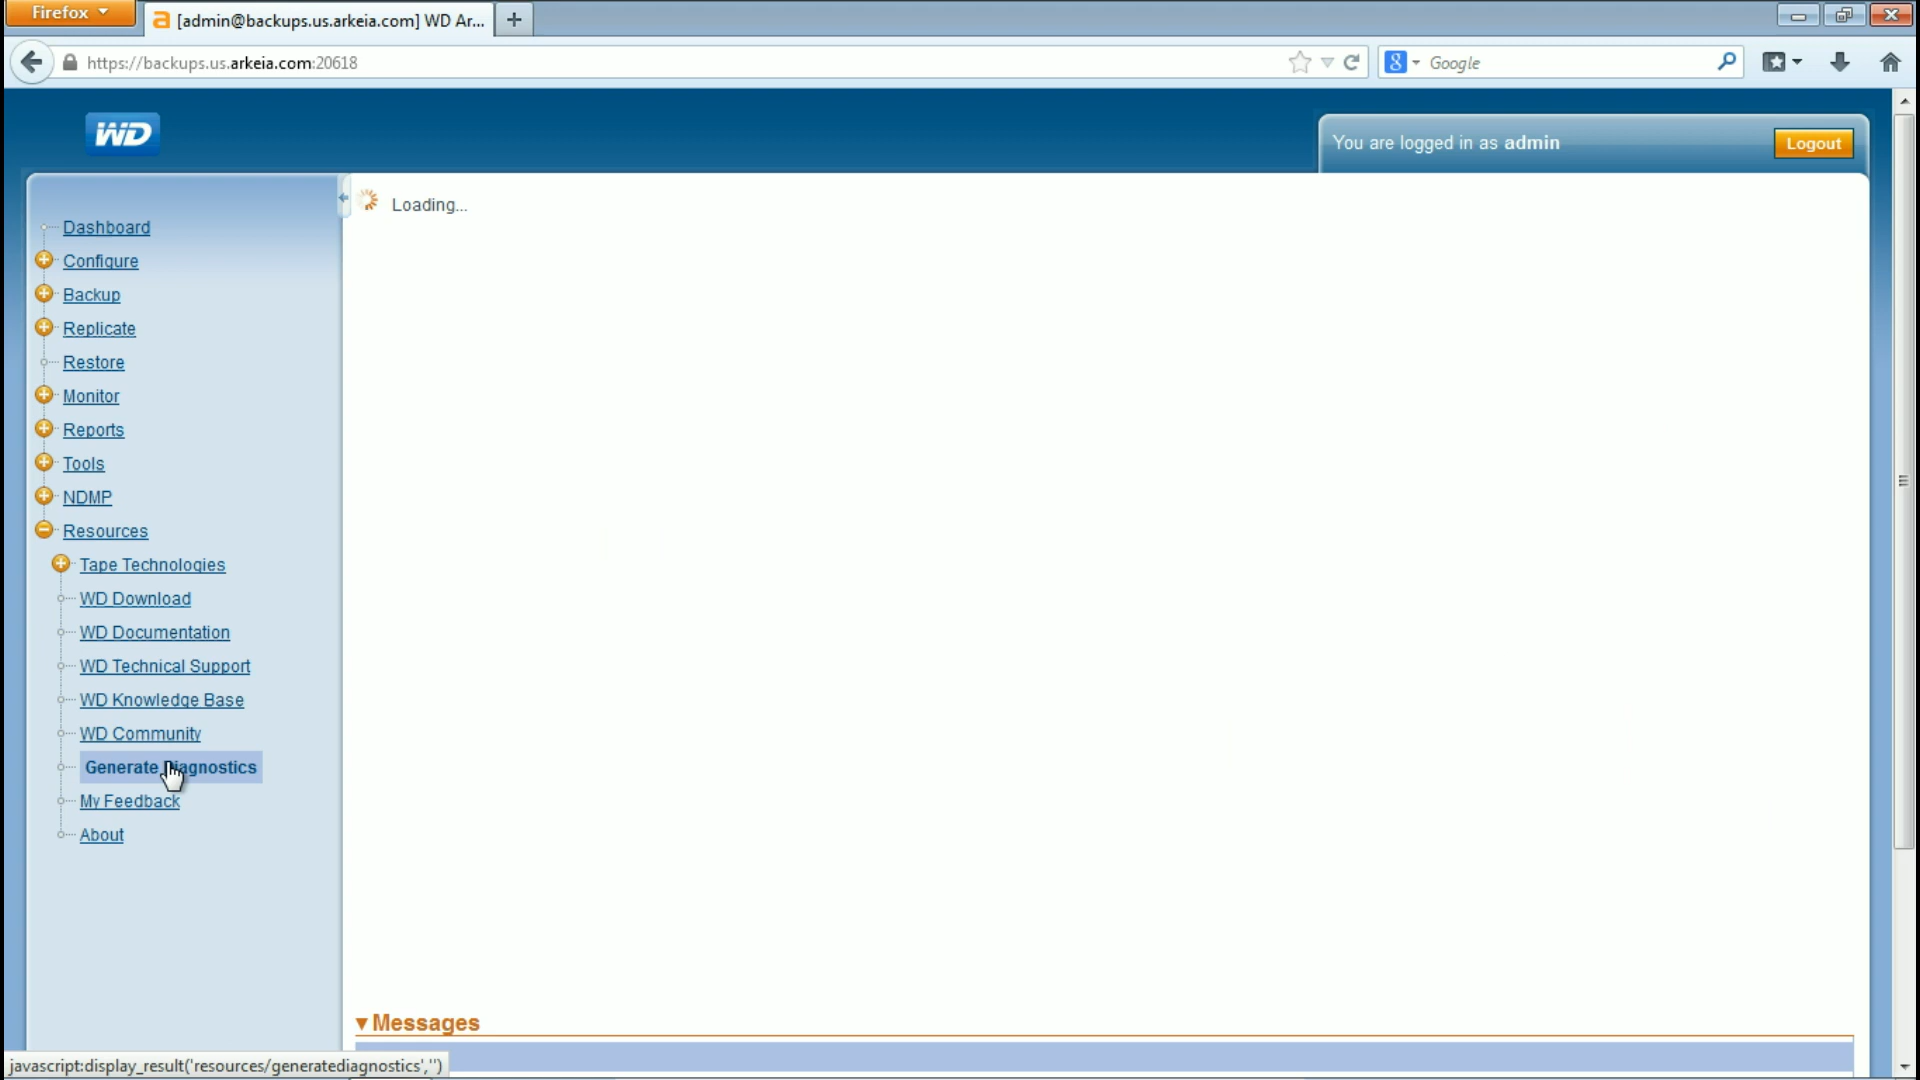 Firefox
[admin@backups.us.arkeia.com] WD Ar...
https://backups.us.arkeia.com:20618
Google
WD
You are logged in as admin
Logout
Loading...
Dashboard
Configure
Backup
Replicate
Restore
Monitor
Reports
Tools
NDMP
Resources
Tape Technologies
WD Download
WD Documentation
WD Technical Support
WD Knowledge Base
WD Community
Generate Diagnostics
My Feedback
About
Messages
javascript:display_result('resources/generatediagnostics','')